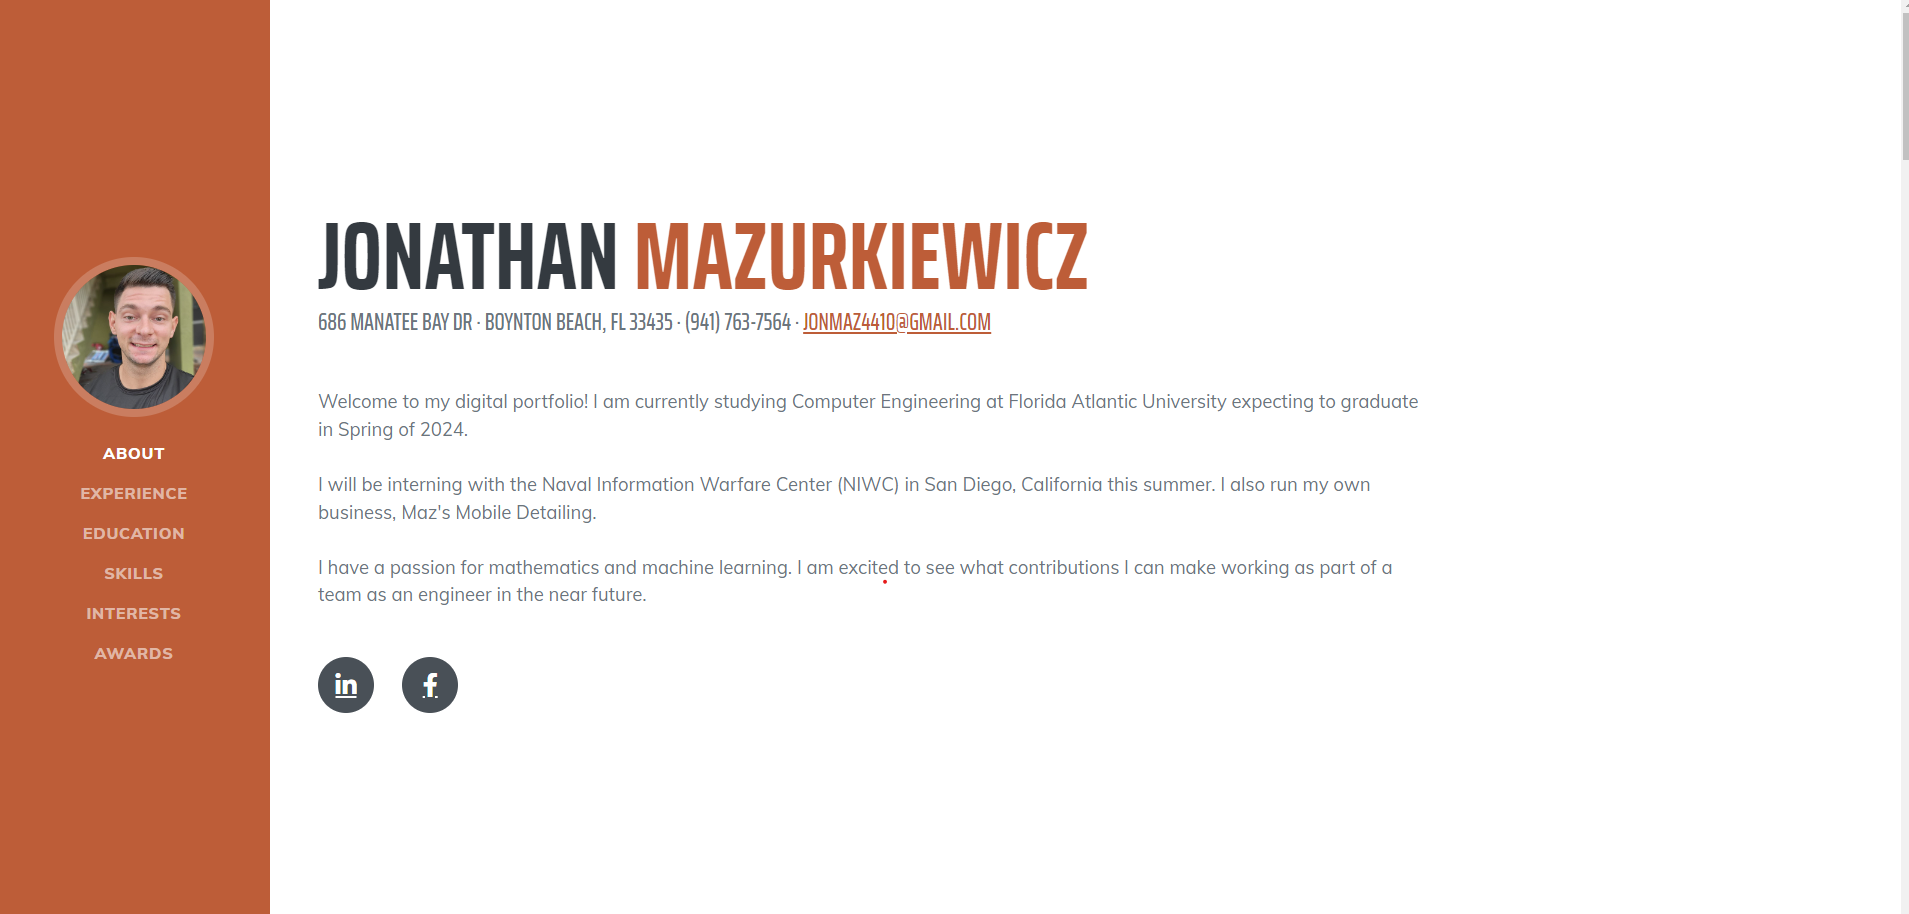 JONATHAN MAZURKIEWICZ
686 MANATEE BAY DR · BOYNTON BEACH, FL 33435 · (941) 763-7564 · JONMAZ4410@GMAIL.COM
Welcome to my digital portfolio! I am currently studying Computer Engineering at Florida Atlantic University expecting to graduate
in Spring of 2024.
I will be interning with the Naval Information Warfare Center (NIWC) in San Diego, California this summer. I also run my own
business, Maz's Mobile Detailing.
I have a passion for mathematics and machine learning. I am excited to see what contributions I can make working as part of a
team as an engineer in the near future.
in f
ABOUT
EXPERIENCE
EDUCATION
SKILLS
INTERESTS
AWARDS